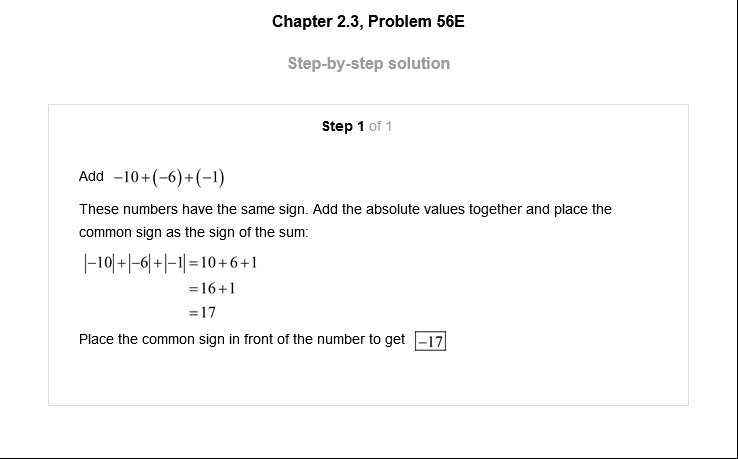 Chapter 2.3, Problem 56E
Step-by-step solution
Step 1 of 1
Add −10+(−6)+(−1)
These numbers have the same sign. Add the absolute values together and place the
common sign as the sign of the sum:
|−10|+|−6|+|−1|=10+6+1
=16+1
=17
Place the common sign in front of the number to get −17